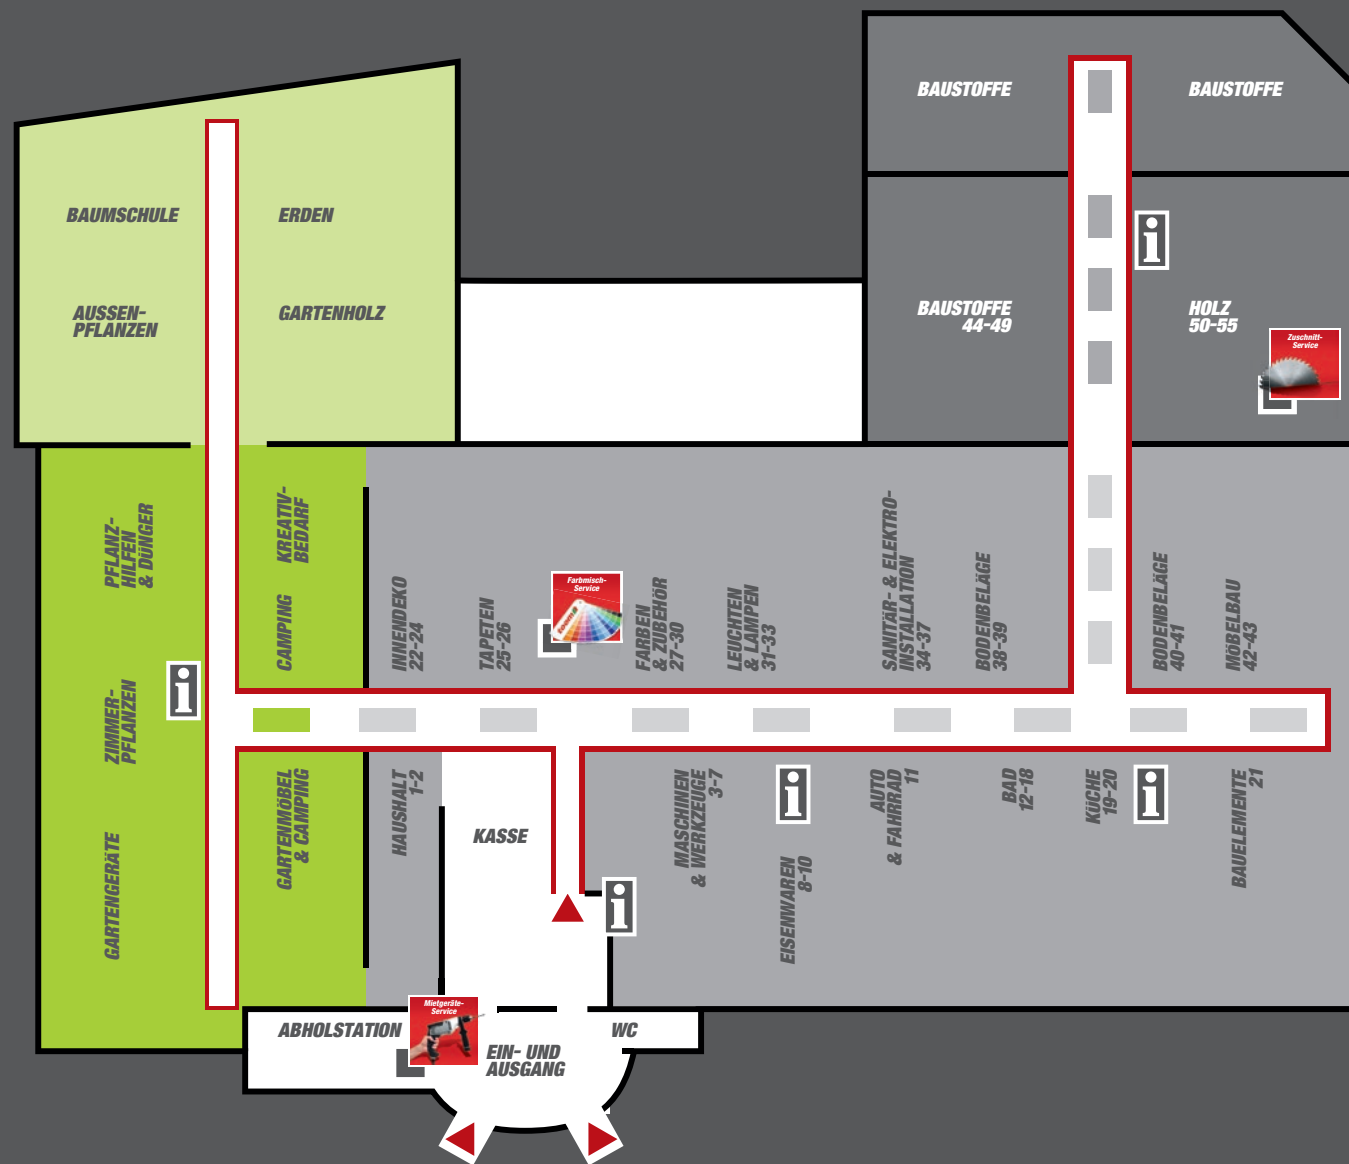 BAUSTOFFE
BAUSTOFFE
BAUMSCHULE
ERDEN
AUSSEN-
PFLANZEN
GARTENHOLZ
BAUSTOFFE
44-49
HOLZ
50-55
Zuschnitt-
Service
PFLANZ-
HILFEN
& DÜNGER
KREATIV-
BEDARF
CAMPING
INNENDEKO
22-24
TAPETEN
25-26
Farbmisch-
Service
FARBEN
& ZUBEHÖR
27-30
LEUCHTEN
& LAMPEN
31-33
SANITÄR- & ELEKTRO-
INSTALLATION
34-37
BODENBELÄGE
38-39
BODENBELÄGE
40-41
MÖBELBAU
42-43
i
i
ZIMMER-
PFLANZEN
GARTENGERÄTE
GARTENMÖBEL
& CAMPING
HAUSHALT
1-2
KASSE
MASCHINEN
& WERKZEUGE
3-7
i
EISENWAREN
8-10
AUTO
& FAHRRAD
11
BAD
12-18
KÜCHE
19-20
i
BAUELEMENTE
21
i
Mietgeräte-
Service
ABHOLSTATION
EIN- UND
AUSGANG
WC